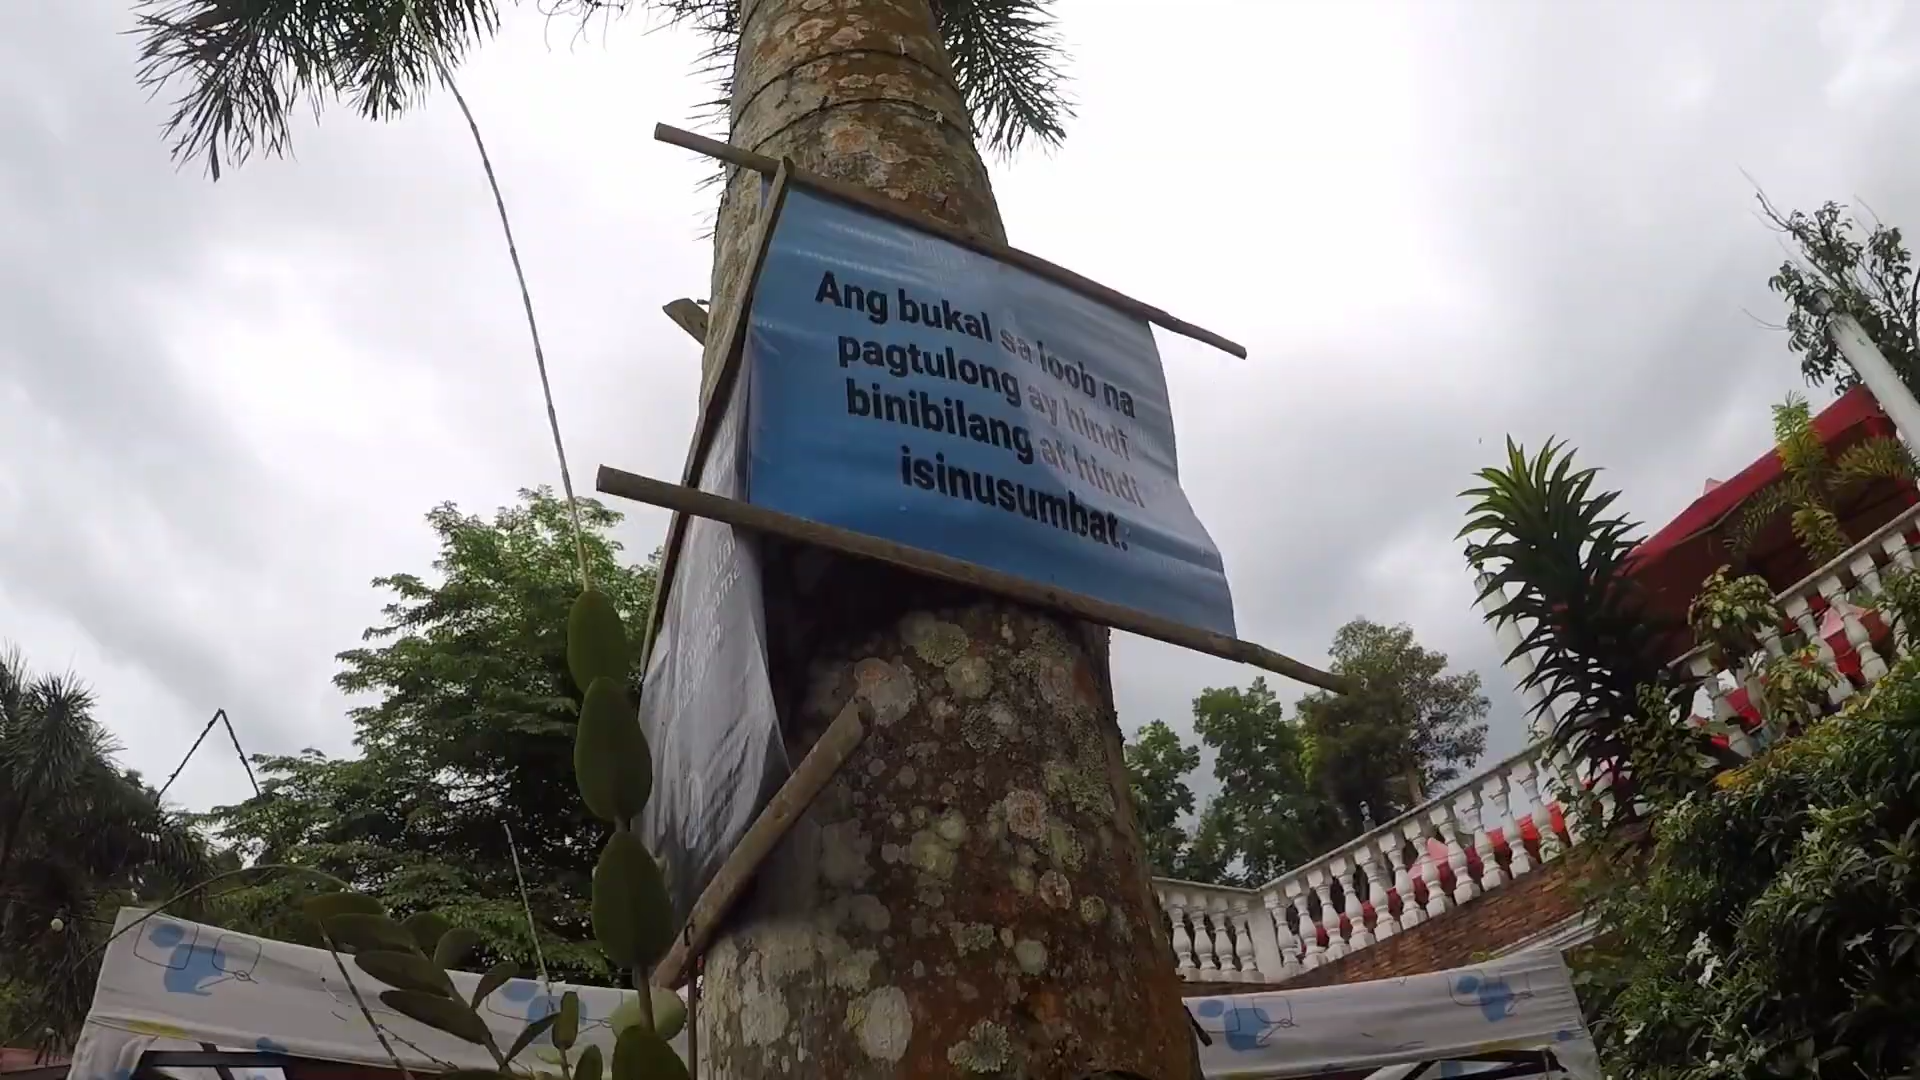 Ang bukal sa loob na
pagtulong ay hindi
binibilang at hindi
isinusumbat.